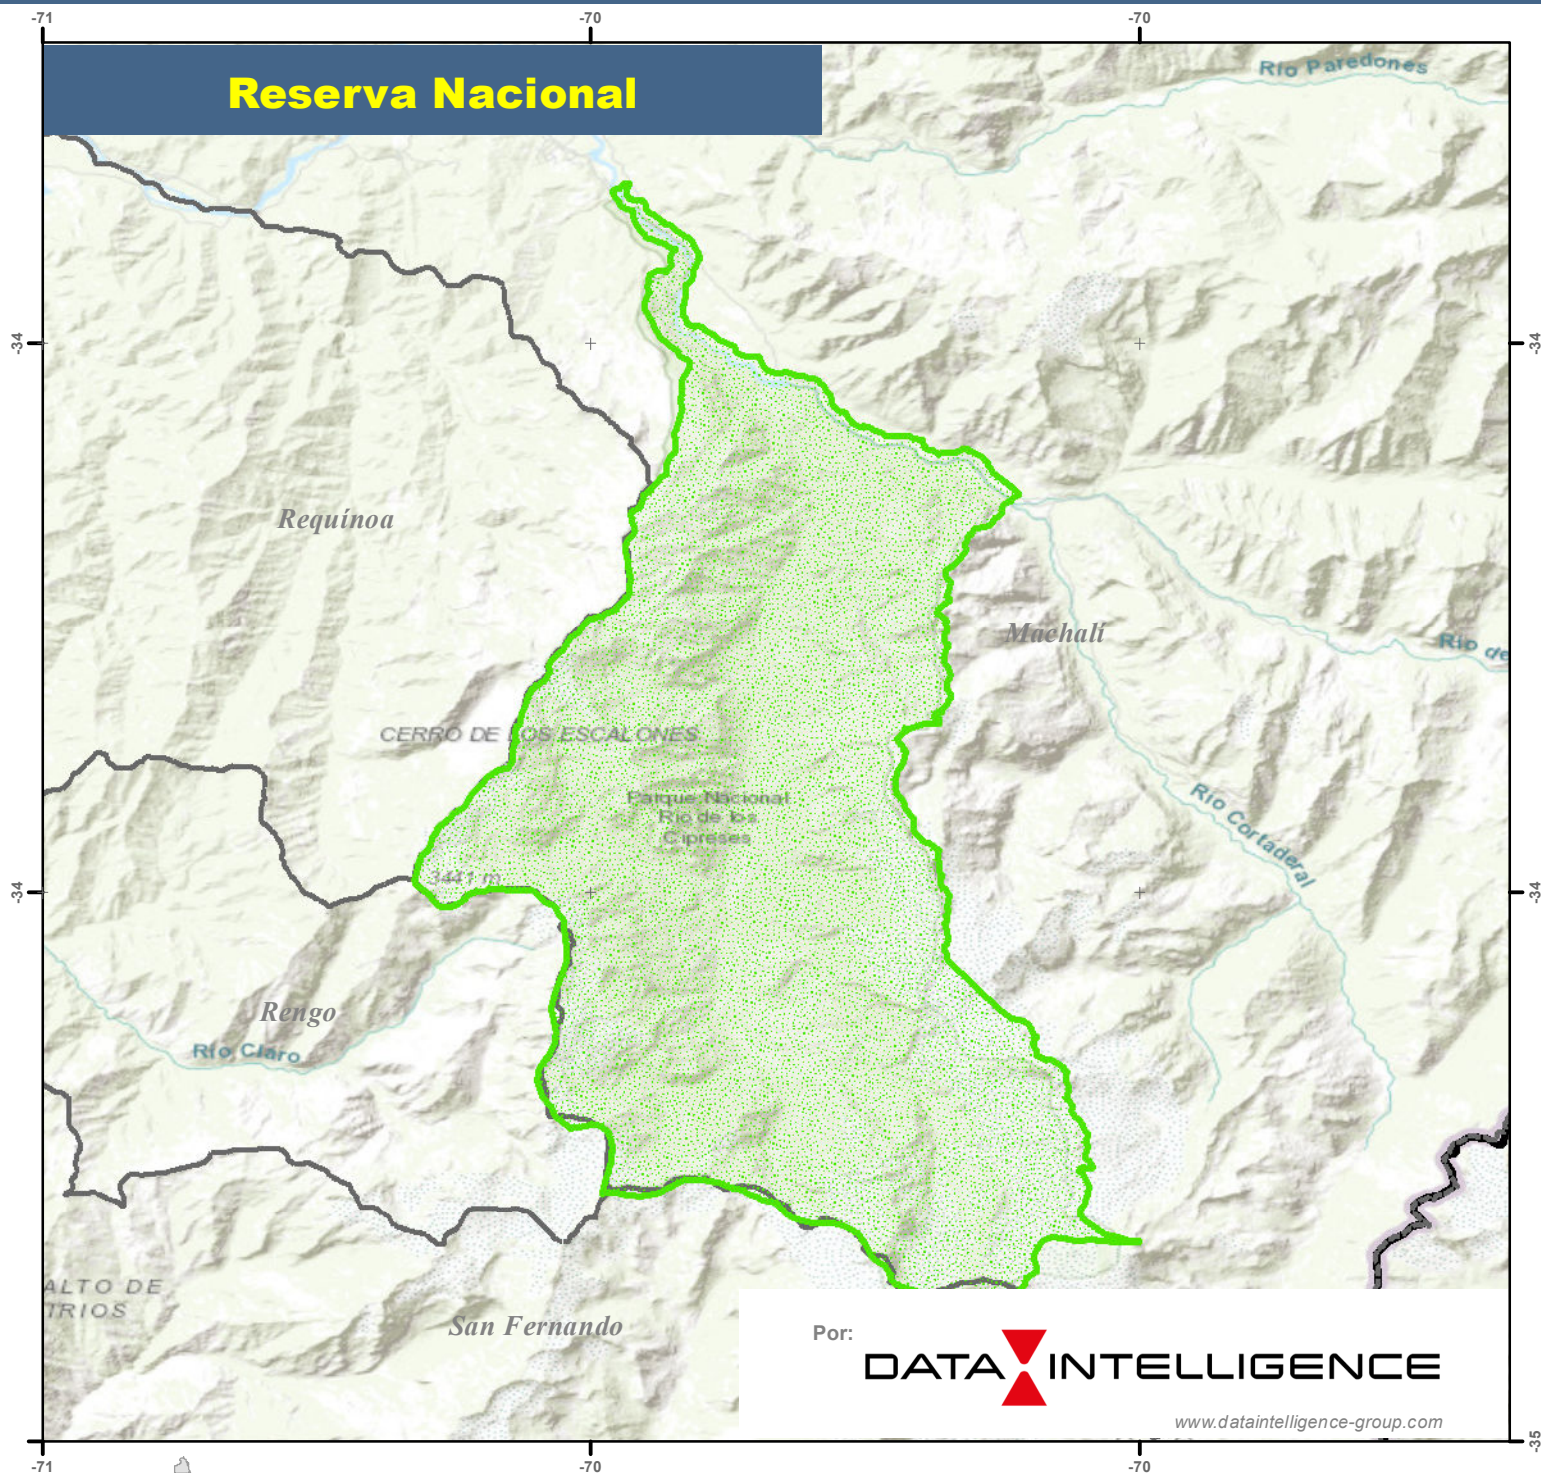 -71
-70
-70
Reserva Nacional
Río Paredones
-34
-34
Requínoa
Machalí
Río de
CERRO DE LOS ESCALONES
Parque Nacional
Río de los
Cipreses
Río Cortaderal
3441 m
-34
-34
Rengo
Río Claro
ALTO DE
IRIOS
San Fernando
Por:
DATA INTELLIGENCE
www.dataintelligence-group.com
-35
-71
-70
-70